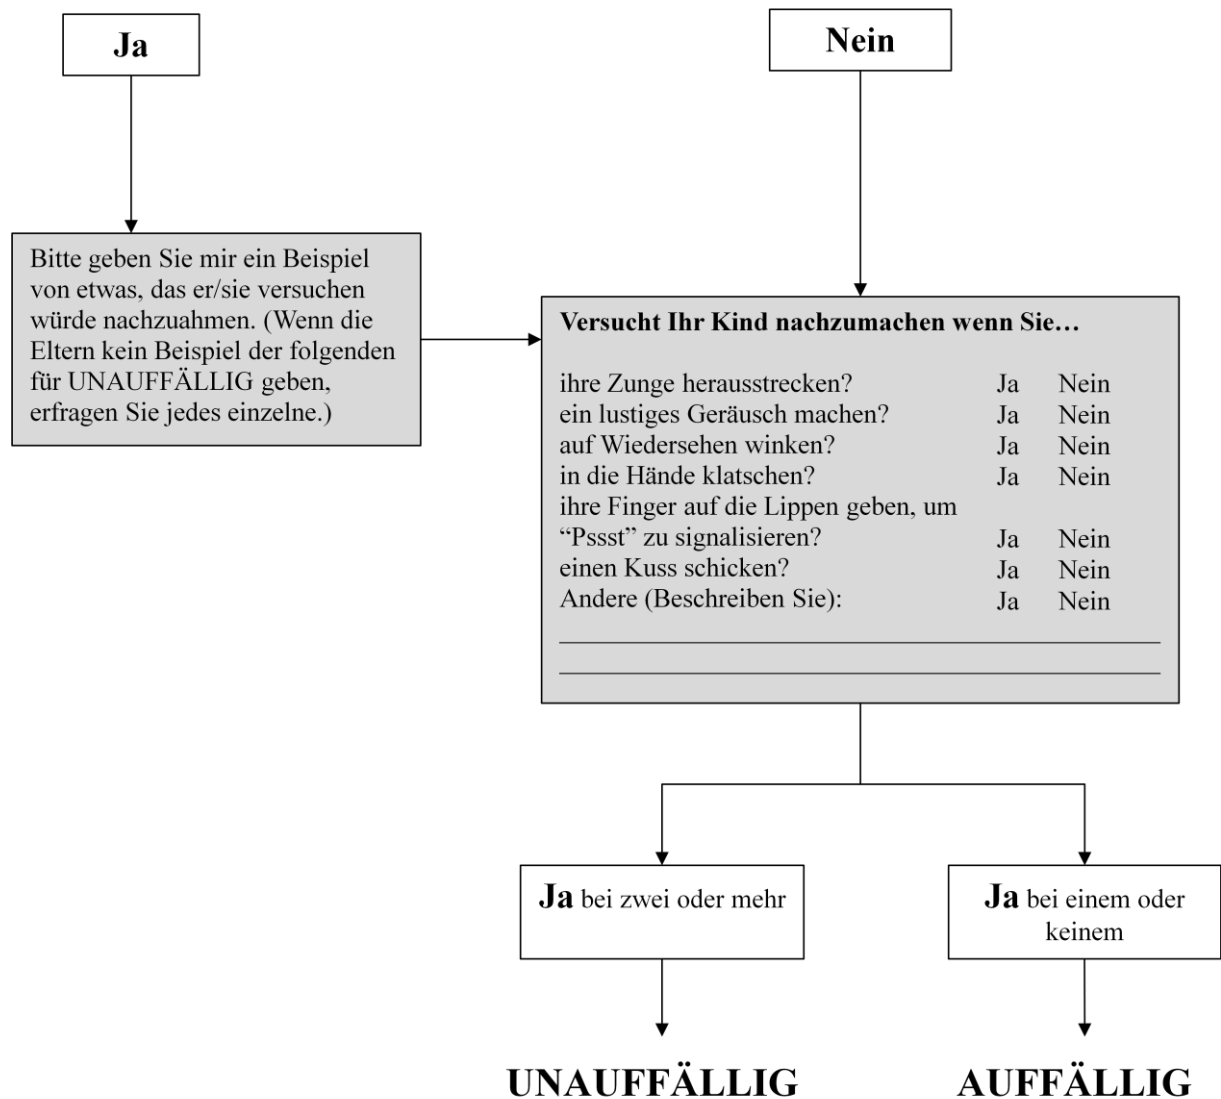 Ja
Nein
Bitte geben Sie mir ein Beispiel
von etwas, das er/sie versuchen
würde nachzuahmen. (Wenn die
Eltern kein Beispiel der folgenden
für UNAUFFÄLLIG geben,
erfragen Sie jedes einzelne.)
Versucht Ihr Kind nachzumachen wenn Sie…
ihre Zunge herausstrecken? Ja Nein
ein lustiges Geräusch machen? Ja Nein
auf Wiedersehen winken? Ja Nein
in die Hände klatschen? Ja Nein
ihre Finger auf die Lippen geben, um
“Pssst” zu signalisieren? Ja Nein
einen Kuss schicken? Ja Nein
Andere (Beschreiben Sie): Ja Nein
Ja bei zwei oder mehr
Ja bei einem oder
keinem
UNAUFFÄLLIG
AUFFÄLLIG